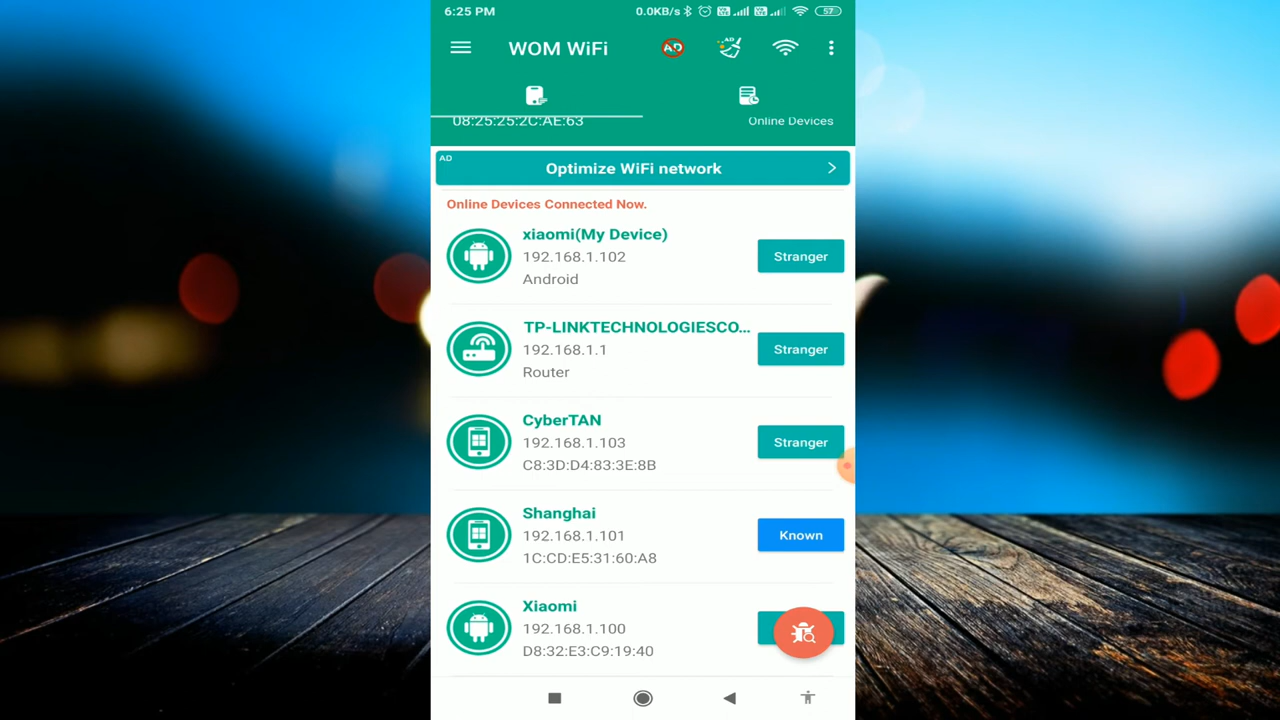 6:25 PM
0.0KB/s
57
WOM WiFi
AD
AD
08:25:25:2C:AE:63
Online Devices
AD
Optimize WiFi network
Online Devices Connected Now.
xiaomi(My Device)
192.168.1.102
Stranger
Android
TP-LINKTECHNOLOGIESCO...
192.168.1.1
Stranger
Router
CyberTAN
192.168.1.103
Stranger
C8:3D:D4:83:3E:8B
Shanghai
192.168.1.101
Known
1C:CD:E5:31:60:A8
Xiaomi
192.168.1.100
D8:32:E3:C9:19:40